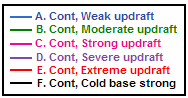 A. Cont, Weak updraft
B. Cont, Moderate updraft
C. Cont, Strong updraft
D. Cont, Severe updraft
E. Cont, Extreme updraft
F. Cont, Cold base strong